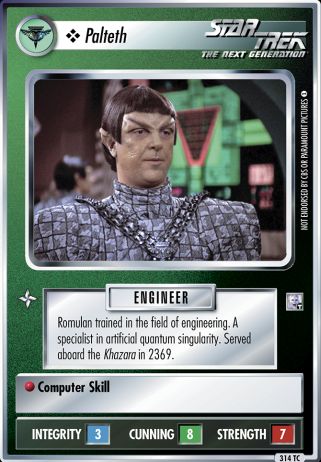 ❖ Palteth
STAR TREK
THE NEXT GENERATION
NOT ENDORSED BY CBS OR PARAMOUNT PICTURES
ENGINEER
Romulan trained in the field of engineering. A
specialist in artificial quantum singularity. Served
aboard the Khazara in 2369.
Computer Skill
INTEGRITY 3 CUNNING 8 STRENGTH 7
314 TC